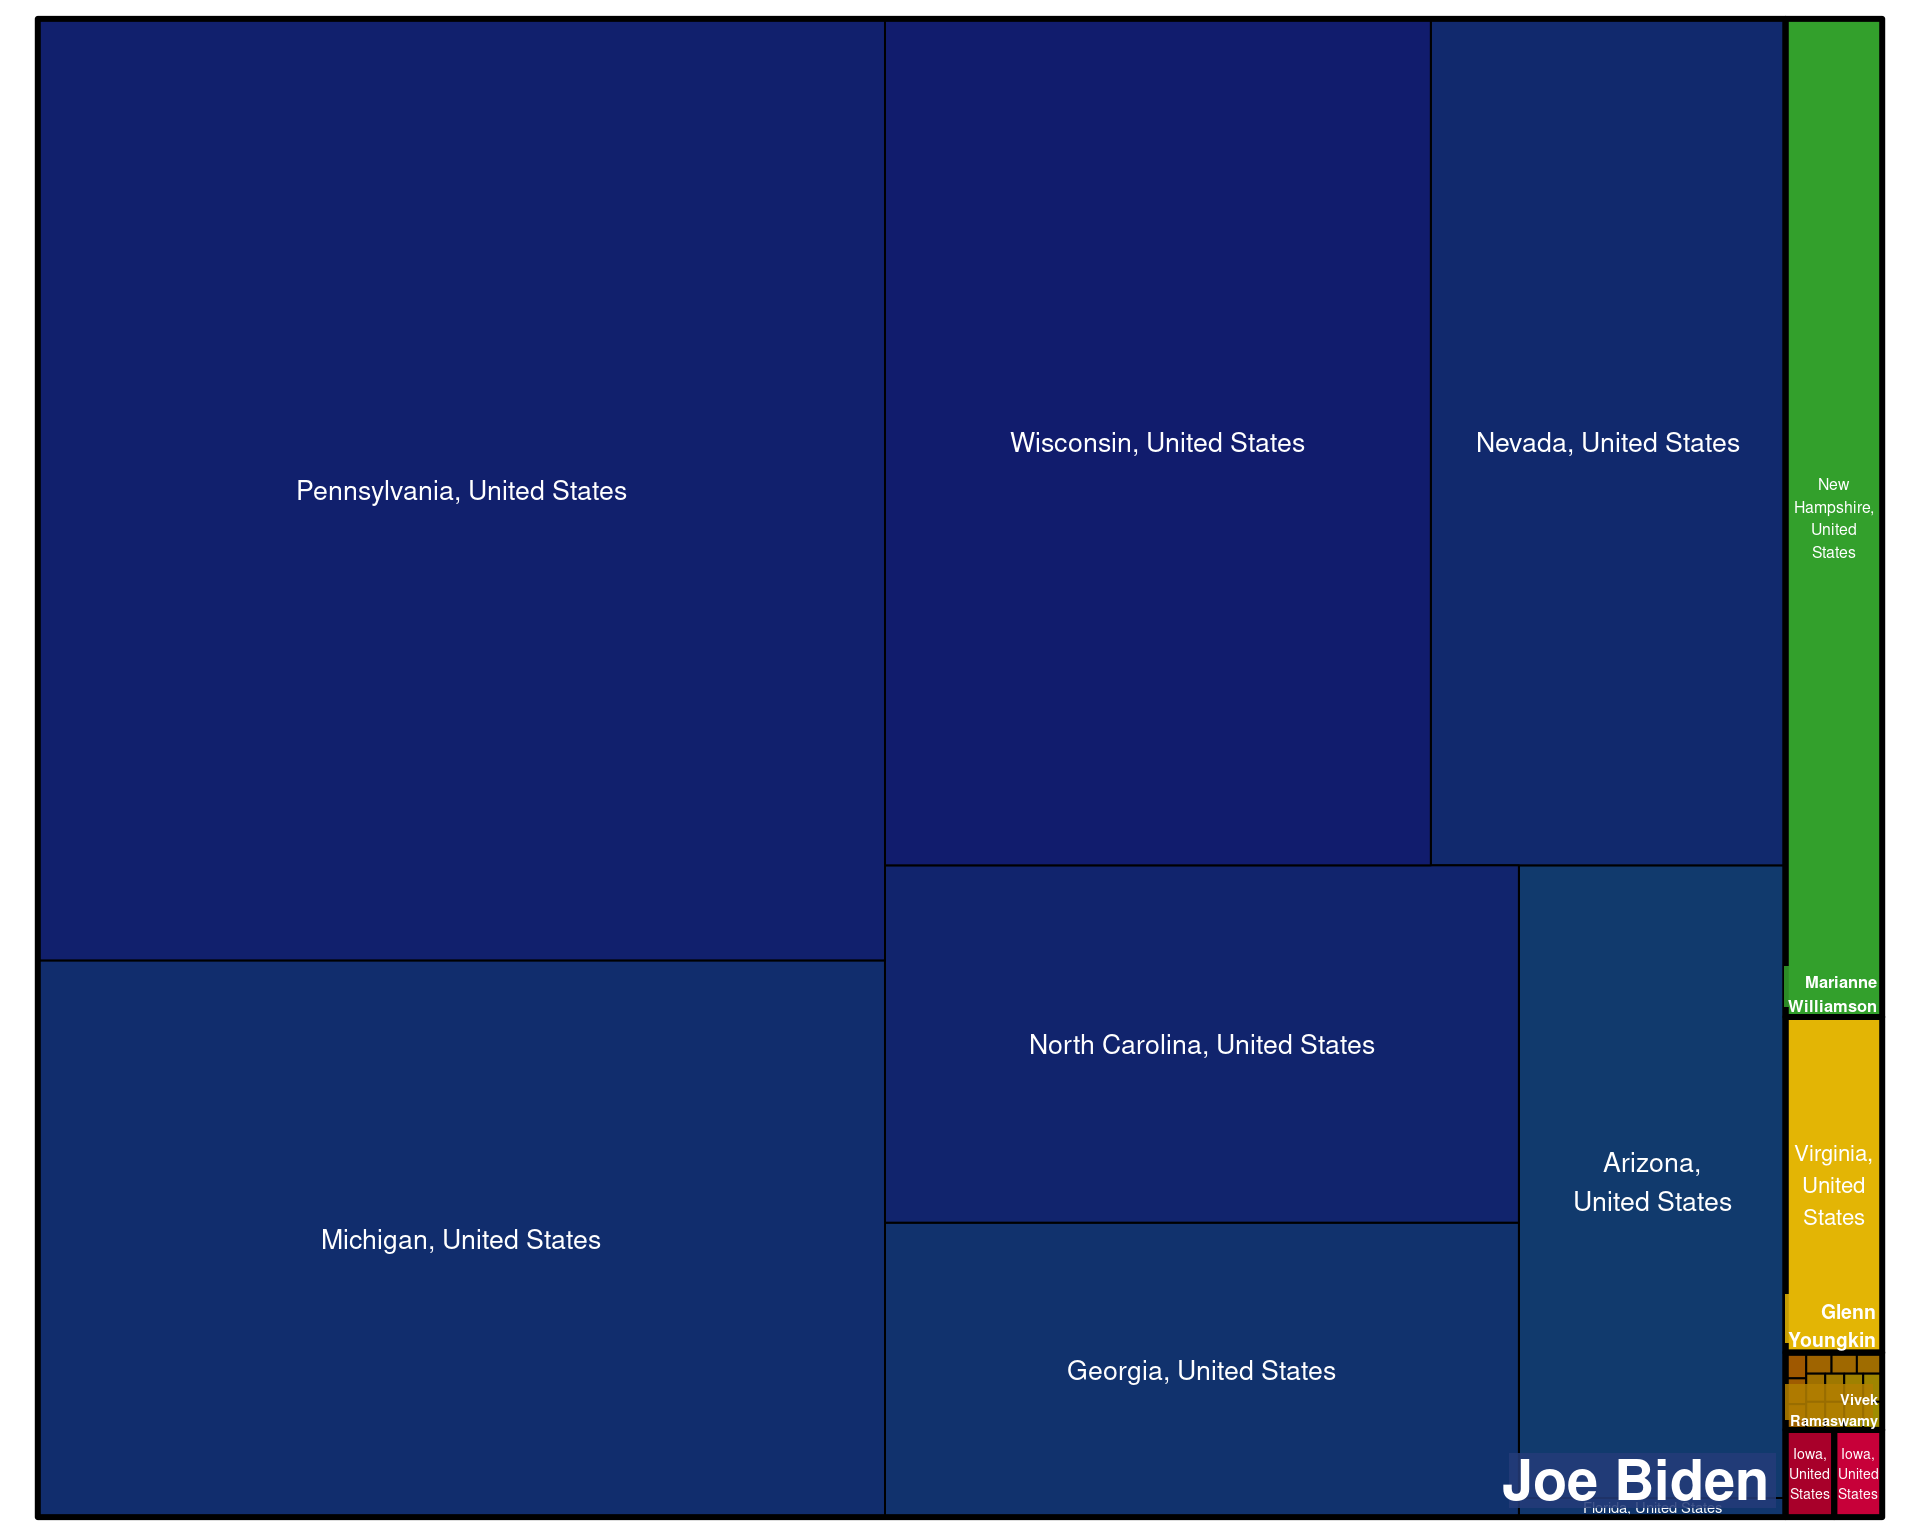 Pennsylvania, United States
Wisconsin, United States
Nevada, United States
New
Hampshire,
United
States
Marianne
Williamson
Michigan, United States
North Carolina, United States
Georgia, United States
Arizona,
United States
Joe Biden
Florida, United States
Virginia,
United
States
Glenn
Youngkin
Vivek
Ramaswamy
Iowa,
United
States
Iowa,
United
States